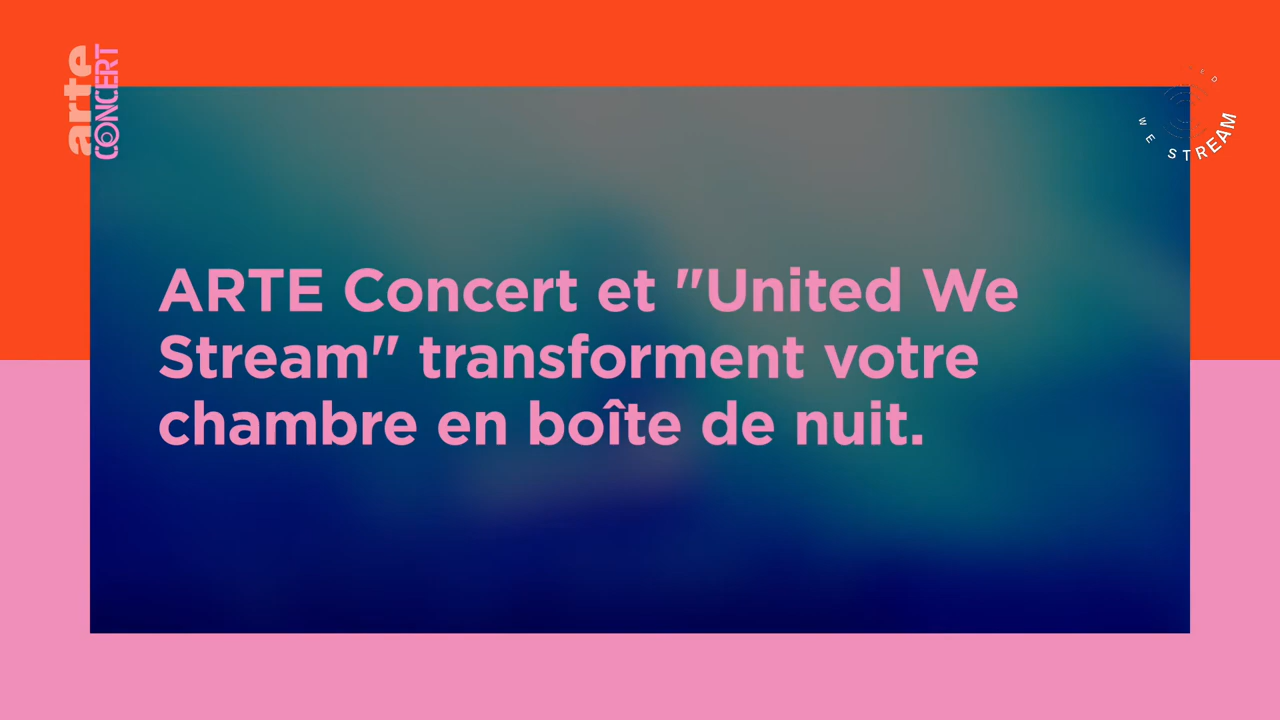 arte
CONCERT
WE STREAM
ARTE Concert et "United We
Stream" transforment votre
chambre en boîte de nuit.